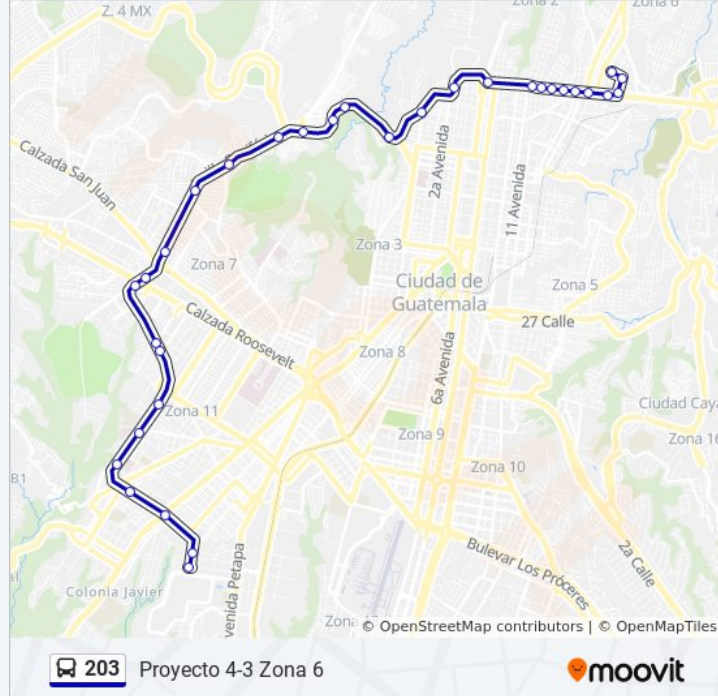 Zona 2
Zona 6
Z. 4 MX
Calzada San Juan
2a Avenida
11 Avenida
Zona 3
Zona 7
Ciudad de
Guatemala
Zona 5
27 Calle
Calzada Roosevelt
Zona 8
6a Avenida
Zona 11
Ciudad Caya
Zona 9
Zona 16
Zona 10
B1
Bulevar Los Próceres
2a Calle
Colonia Javier
venida Petapa
Zona
© OpenStreetMap contributors | © OpenMapTiles
203 Proyecto 4-3 Zona 6
moovit